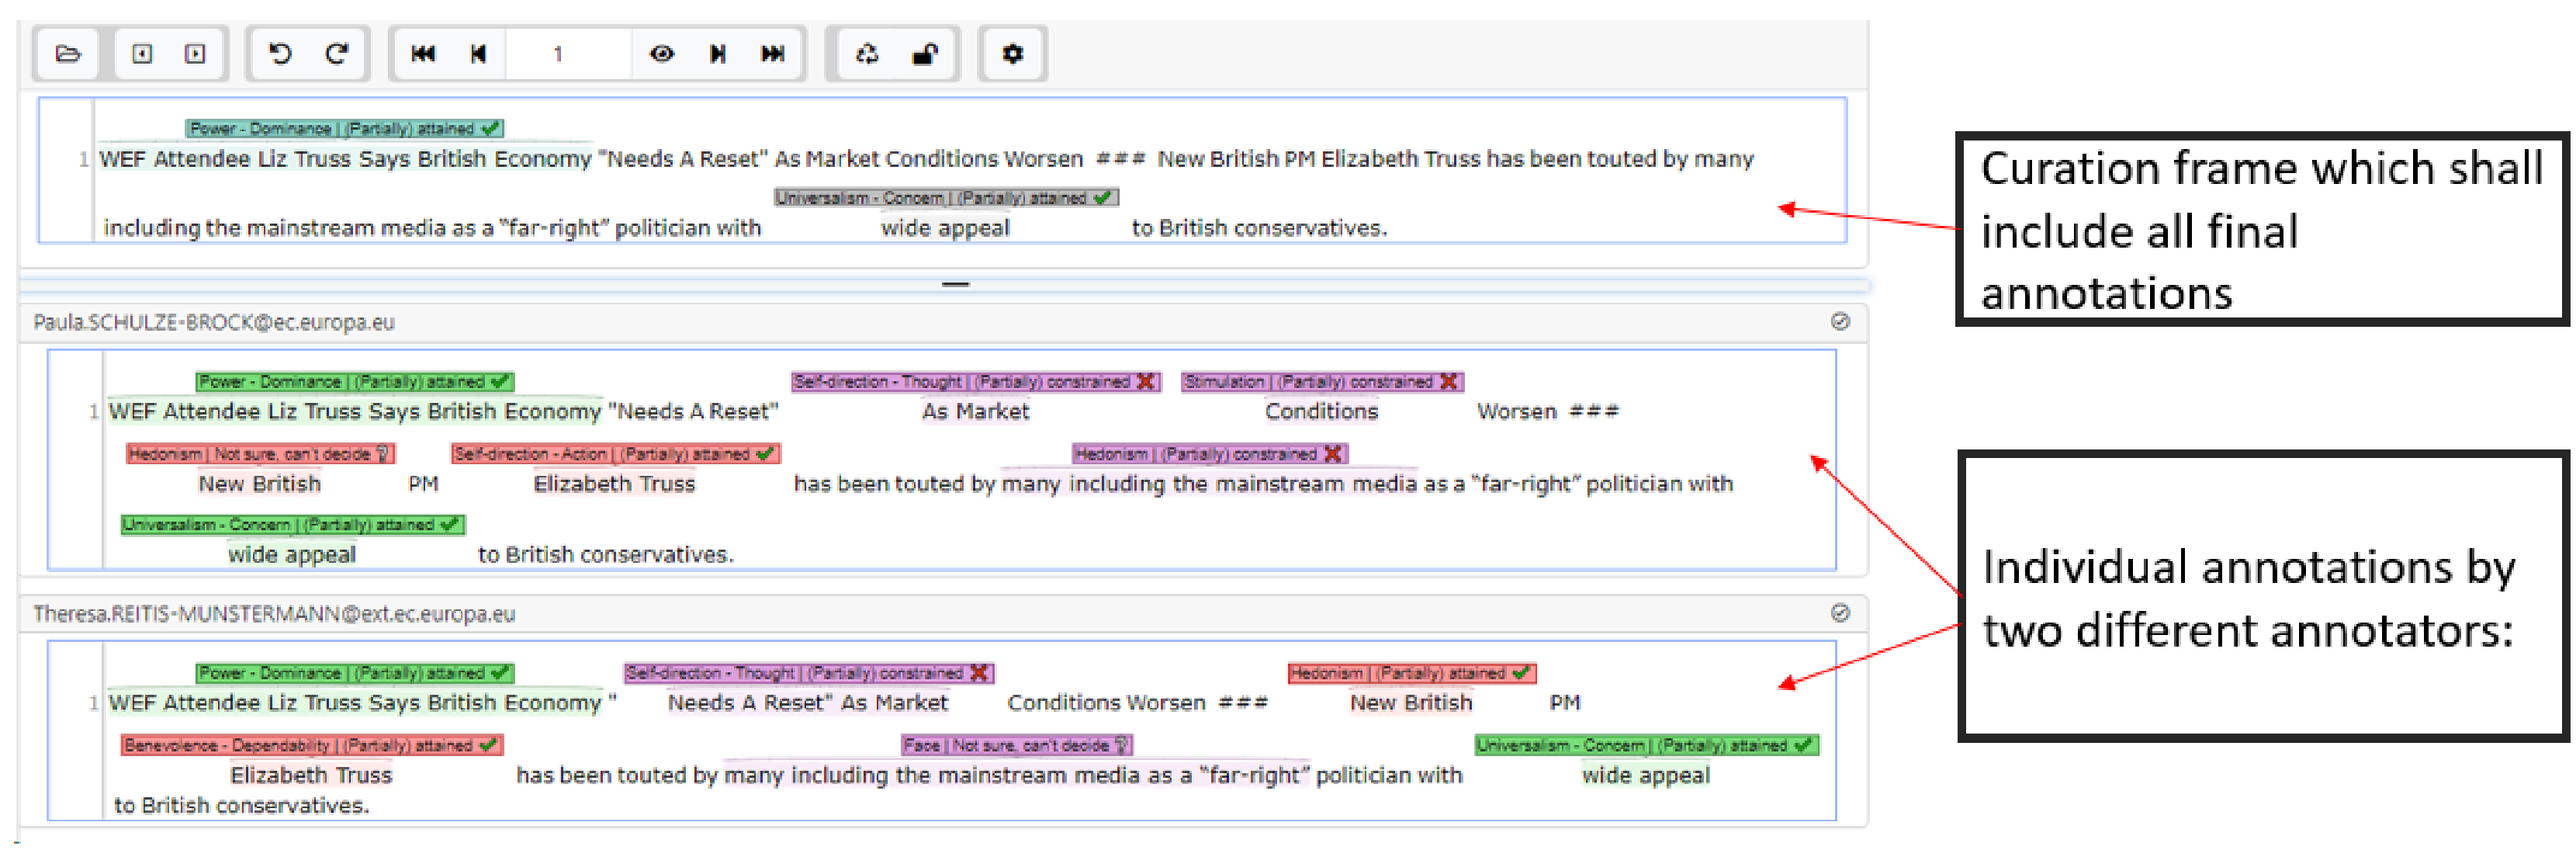 1
Power - Dominance | (Partially) attained ✔
1 WEF Attendee Liz Truss Says British Economy "Needs A Reset" As Market Conditions Worsen ### New British PM Elizabeth Truss has been touted by many
Universalism - Concern | (Partially) attained ✔
including the mainstream media as a “far-right” politician with wide appeal to British conservatives.
Curation frame which shall
include all final
annotations
Paula.SCHULZE-BROCK@ec.europa.eu
Power - Dominance | (Partially) attained ✔ Self-direction - Thought | (Partially) constrained ❌ Stimulation | (Partially) constrained ❌
1 WEF Attendee Liz Truss Says British Economy "Needs A Reset" As Market Conditions Worsen ###
Hedonism | Not sure, can't decide ? Self-direction - Action | (Partially) attained ✔ Hedonism | (Partially) constrained ❌
New British PM Elizabeth Truss has been touted by many including the mainstream media as a “far-right” politician with
Universalism - Concern | (Partially) attained ✔
wide appeal to British conservatives.
Individual annotations by
two different annotators:
Theresa.REITIS-MUNSTERMANN@ext.ec.europa.eu
Power - Dominance | (Partially) attained ✔ Self-direction - Thought | (Partially) constrained ❌ Hedonism | (Partially) attained ✔
1 WEF Attendee Liz Truss Says British Economy " Needs A Reset" As Market Conditions Worsen ### New British PM
Benevolence - Dependability | (Partially) attained ✔ Face | Not sure, can't decide ? Universalism - Concern | (Partially) attained ✔
Elizabeth Truss has been touted by many including the mainstream media as a “far-right” politician with wide appeal
to British conservatives.